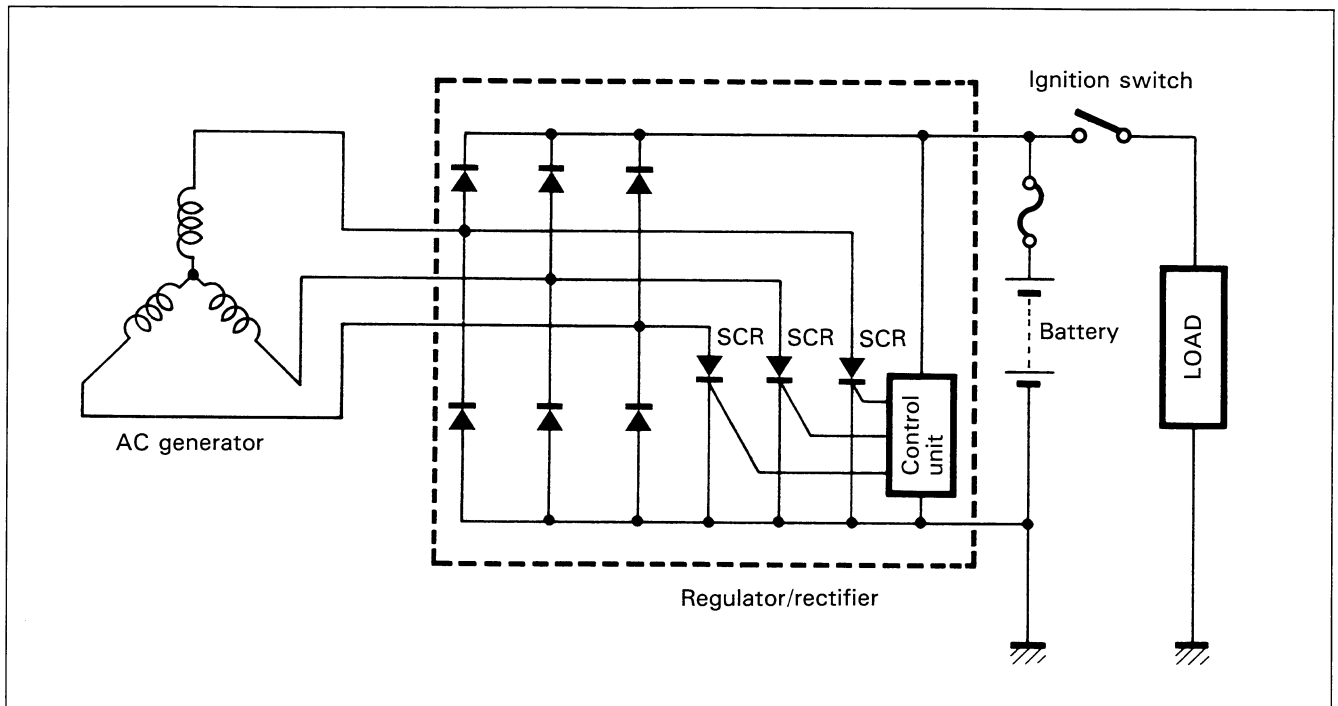 Ignition switch
SCR
SCR
SCR
Battery
LOAD
Control
unit
AC generator
Regulator/rectifier